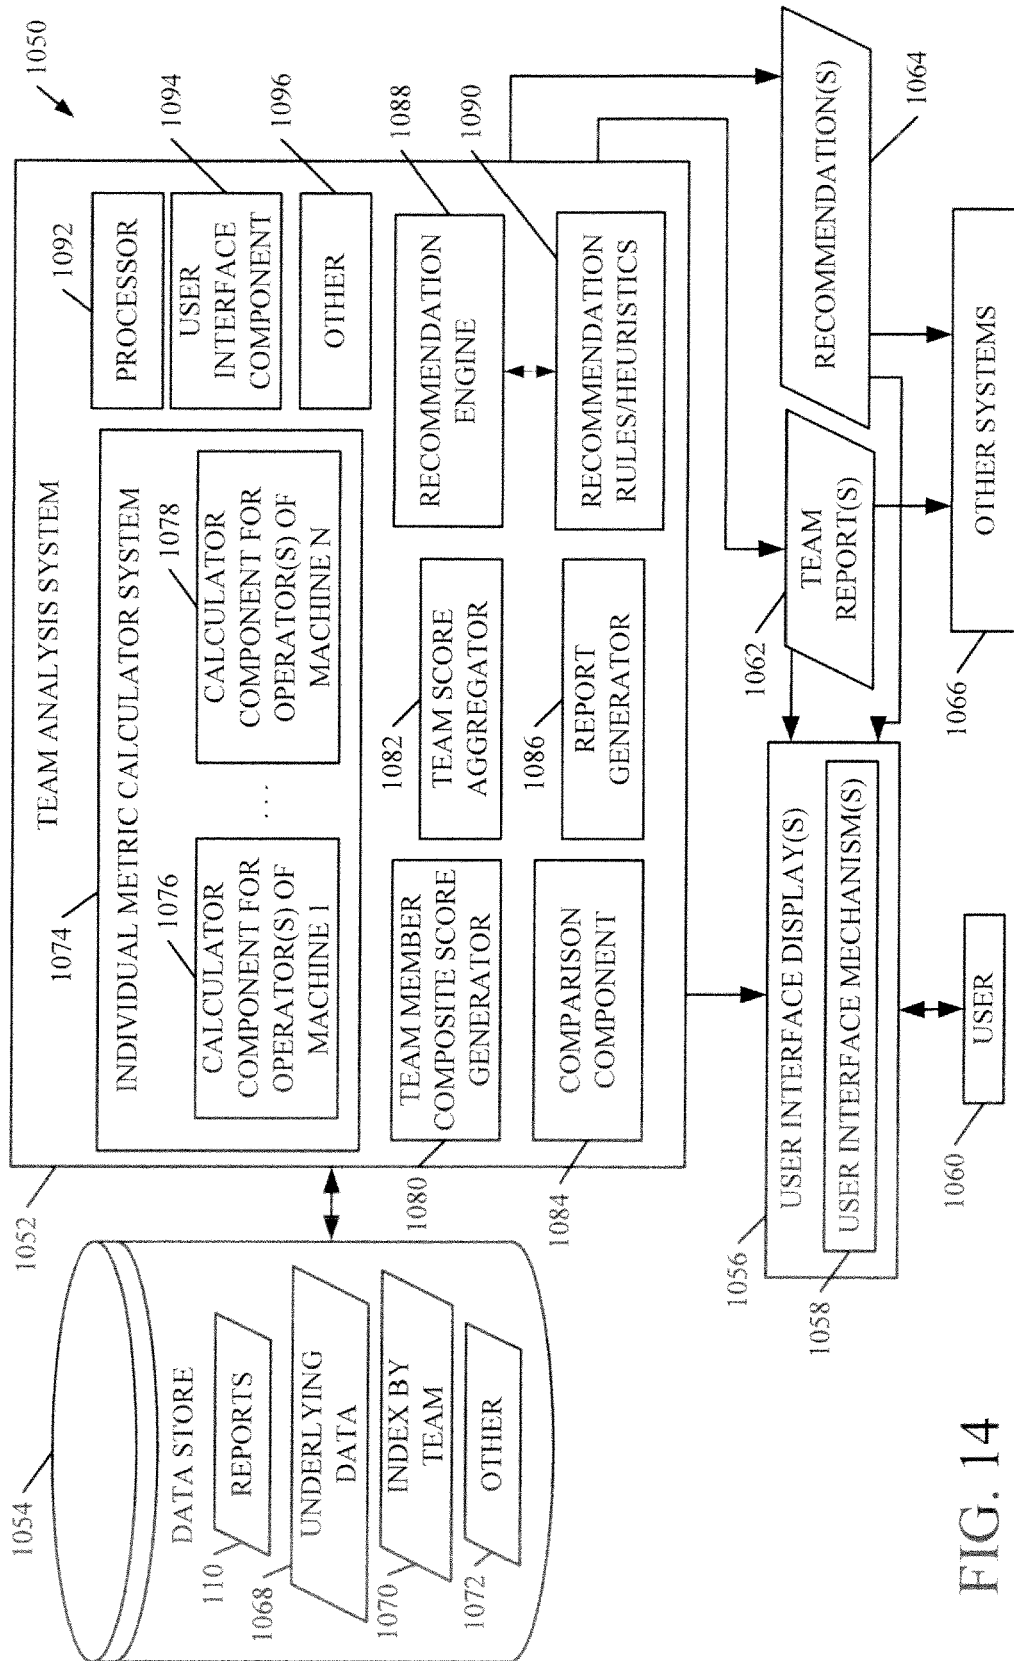 1050
TEAM ANALYSIS SYSTEM
1052
1074
INDIVIDUAL METRIC CALCULATOR SYSTEM
1076
CALCULATOR
COMPONENT FOR
OPERATOR(S) OF
MACHINE 1
...
1078
CALCULATOR
COMPONENT FOR
OPERATOR(S) OF
MACHINE N
1092
PROCESSOR
1094
USER
INTERFACE
COMPONENT
1096
OTHER
1080
TEAM MEMBER
COMPOSITE SCORE
GENERATOR
1082
TEAM SCORE
AGGREGATOR
1088
RECOMMENDATION
ENGINE
1084
COMPARISON
COMPONENT
1086
REPORT
GENERATOR
1090
RECOMMENDATION
RULES/HEURISTICS
1054
DATA STORE
110
REPORTS
1068
UNDERLYING
DATA
1070
INDEX BY
TEAM
1072
OTHER
1056
USER INTERFACE DISPLAY(S)
1058
USER INTERFACE MECHANISM(S)
1060
USER
1062
TEAM
REPORT(S)
1064
RECOMMENDATION(S)
1066
OTHER SYSTEMS
FIG. 14